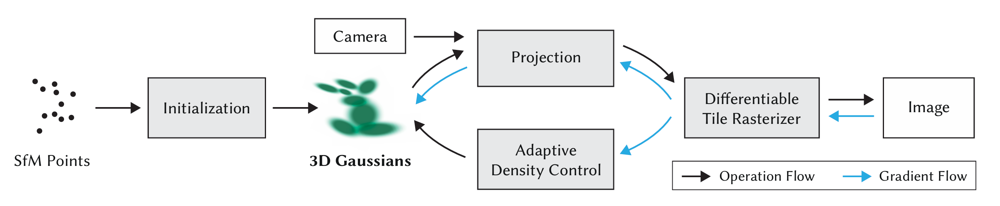 SfM Points
Initialization
Camera
3D Gaussians
Projection
Adaptive
Density Control
Differentiable
Tile Rasterizer
Image
Operation Flow
Gradient Flow